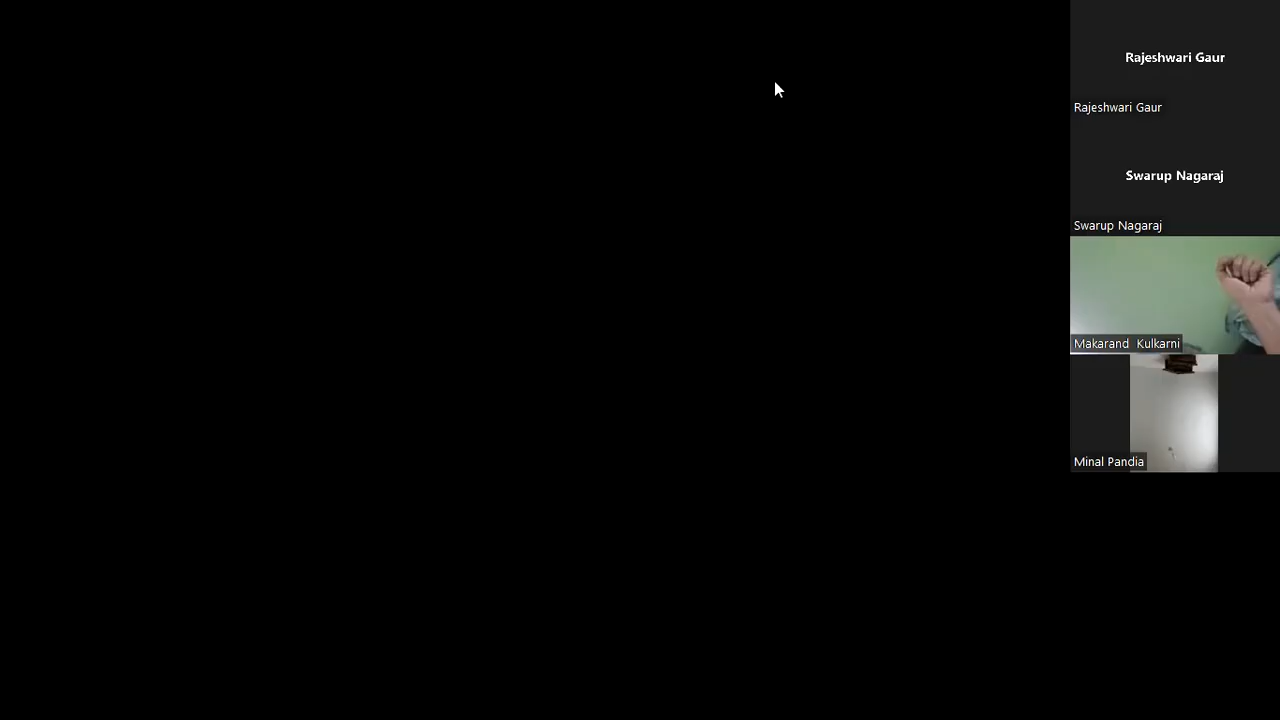 Rajeshwari Gaur
Rajeshwari Gaur
Swarup Nagaraj
Swarup Nagaraj
Makarand Kulkarni
Minal Pandia